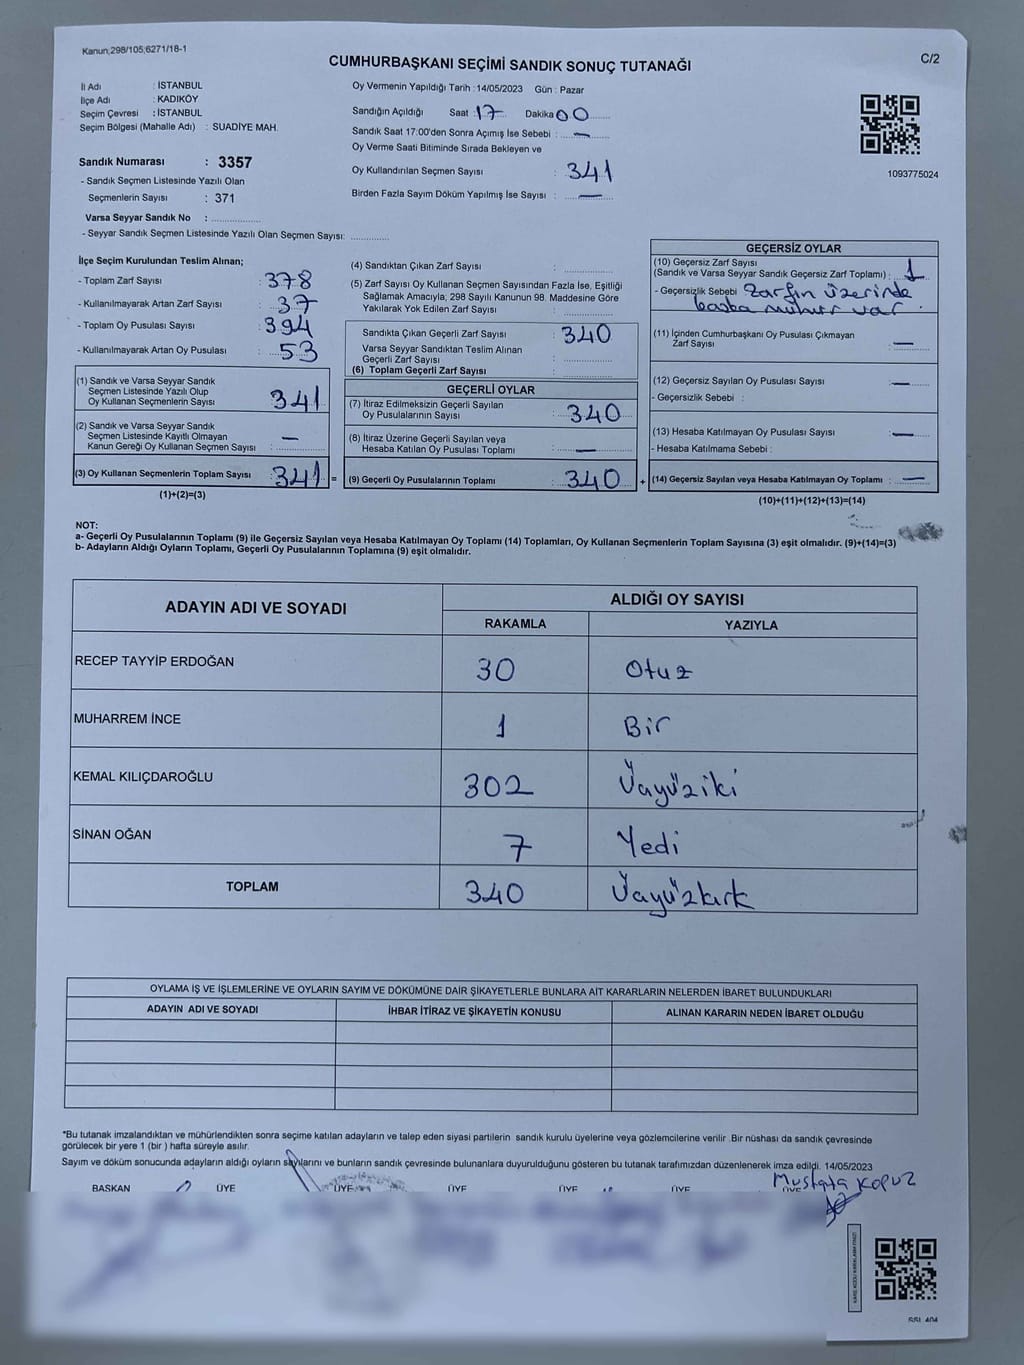 Kanun;298/105;6271/18-1
C/2
CUMHURBAŞKANI SEÇİMİ SANDIK SONUÇ TUTANAĞI
İl Adı : İSTANBUL
İlçe Adı : KADIKÖY
Seçim Çevresi : İSTANBUL
Seçim Bölgesi (Mahalle Adı) : SUADİYE MAH.
Sandık Numarası : 3357
- Sandık Seçmen Listesinde Yazılı Olan
Seçmenlerin Sayısı : 371
Varsa Seyyar Sandık No : ..............
- Seyyar Sandık Seçmen Listesinde Yazılı Olan Seçmen Sayısı: ............
Oy Vermenin Yapıldığı Tarih : 14/05/2023 Gün : Pazar
Sandığın Açıldığı Saat : 17 Dakika 00
Sandık Saat 17:00'den Sonra Açımış İse Sebebi : —
Oy Verme Saati Bitiminde Sırada Bekleyen ve
Oy Kullandırılan Seçmen Sayısı : 341
Birden Fazla Sayım Döküm Yapılmış İse Sayısı : —
1093775024
İlçe Seçim Kurulundan Teslim Alınan;
- Toplam Zarf Sayısı : 378
- Kullanılmayarak Artan Zarf Sayısı : 37
- Toplam Oy Pusulası Sayısı : 394
- Kullanılmayarak Artan Oy Pusulası : 53
(1) Sandık ve Varsa Seyyar Sandık
Seçmen Listesinde Yazılı Olup
Oy Kullanan Seçmenlerin Sayısı : 341
(2) Sandık ve Varsa Seyyar Sandık
Seçmen Listesinde Kayıtlı Olmayan
Kanun Gereği Oy Kullanan Seçmen Sayısı : —
(3) Oy Kullanan Seçmenlerin Toplam Sayısı : 341 =
(1)+(2)=(3)
(4) Sandıktan Çıkan Zarf Sayısı : ..............
(5) Zarf Sayısı Oy Kullanan Seçmen Sayısından Fazla İse, Eşitliği
Sağlamak Amacıyla; 298 Sayılı Kanunun 98. Maddesine Göre
Yakılarak Yok Edilen Zarf Sayısı : ..............
Sandıkta Çıkan Geçerli Zarf Sayısı : 340
Varsa Seyyar Sandıktan Teslim Alınan
Geçerli Zarf Sayısı : ..............
(6) Toplam Geçerli Zarf Sayısı : ..............
GEÇERLİ OYLAR
(7) İtiraz Edilmeksizin Geçerli Sayılan
Oy Pusulalarının Sayısı : 340
(8) İtiraz Üzerine Geçerli Sayılan veya
Hesaba Katılan Oy Pusulası Toplamı : —
(9) Geçerli Oy Pusulalarının Toplamı : 340 +
GEÇERSİZ OYLAR
(10) Geçersiz Zarf Sayısı
(Sandık ve Varsa Seyyar Sandık Geçersiz Zarf Toplamı) : 1
- Geçersizlik Sebebi Zarfın üzerinde
başka mühür var.
(11) İçinden Cumhurbaşkanı Oy Pusulası Çıkmayan
Zarf Sayısı : —
(12) Geçersiz Sayılan Oy Pusulası Sayısı : —
- Geçersizlik Sebebi :
(13) Hesaba Katılmayan Oy Pusulası Sayısı : —
- Hesaba Katılmama Sebebi :
(14) Geçersiz Sayılan veya Hesaba Katılmayan Oy Toplamı : —
(10)+(11)+(12)+(13)=(14)
NOT:
a- Geçerli Oy Pusulalarının Toplamı (9) ile Geçersiz Sayılan veya Hesaba Katılmayan Oy Toplamı (14) Toplamları, Oy Kullanan Seçmenlerin Toplam Sayısına (3) eşit olmalıdır. (9)+(14)=(3)
b- Adayların Aldığı Oyların Toplamı, Geçerli Oy Pusulalarının Toplamına (9) eşit olmalıdır.
ADAYIN ADI VE SOYADI ALDIĞI OY SAYISI
RAKAMLA YAZIYLA
RECEP TAYYİP ERDOĞAN 30 Otuz
MUHARREM İNCE 1 Bir
KEMAL KILIÇDAROĞLU 302 Üçyüziki
SİNAN OĞAN 7 Yedi
TOPLAM 340 Üçyüzkırk
OYLAMA İŞ VE İŞLEMLERİNE VE OYLARIN SAYIM VE DÖKÜMÜNE DAİR ŞİKAYETLERLE BUNLARA AİT KARARLARIN NELERDEN İBARET BULUNDUKLARI
ADAYIN ADI VE SOYADI İHBAR İTİRAZ VE ŞİKAYETİN KONUSU ALINAN KARARIN NEDEN İBARET OLDUĞU
*Bu tutanak imzalandıktan ve mühürlendikten sonra seçime katılan adayların ve talep eden siyasi partilerin sandık kurulu üyelerine veya gözlemcilerine verilir .Bir nüshası da sandık çevresinde
görülecek bir yere 1 (bir ) hafta süreyle asılır.
Sayım ve döküm sonucunda adayların aldığı oyların sayılarını ve bunların sandık çevresinde bulunanlara duyurulduğunu gösteren bu tutanak tarafımızdan düzenlenerek imza edildi. 14/05/2023
Mustafa Kopuz
BAŞKAN ÜYE ÜYE ÜYE ÜYE ÜYE ÜYE